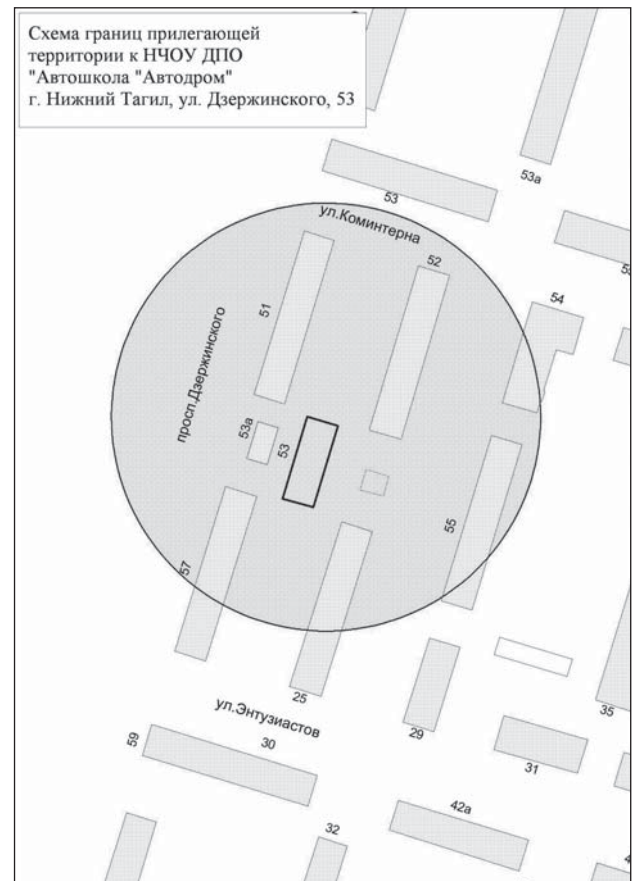 Схема границ прилегающей
территории к НЧОУ ДПО
"Автошкола "Автодром"
г. Нижний Тагил, ул. Дзержинского, 53
53а
53
ул.Коминтерна
52
54
51
просп.Дзержинского
53а
53
55
57
25
ул.Энтузиастов
29
35
59
30
31
42а
32